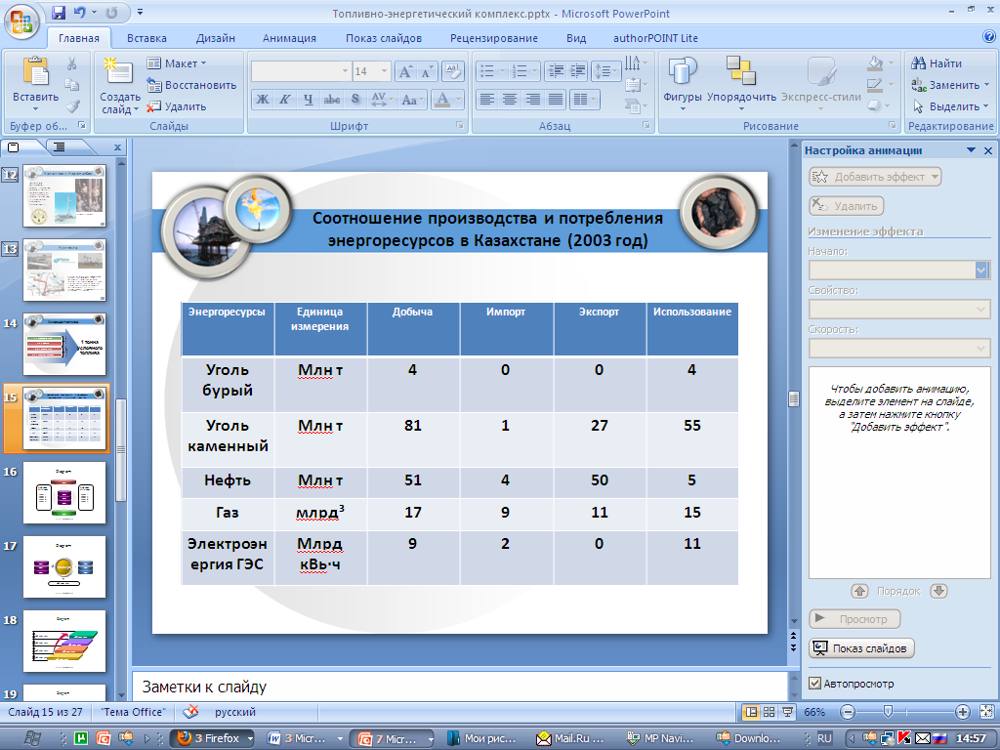 Топливно-энергетический комплекс.pptx - Microsoft PowerPoint
Главная Вставка Дизайн Анимация Показ слайдов Рецензирование Вид authorPOINT Lite
Вставить
Создать слайд
Макет
Восстановить
Удалить
14
Ж К Ч abc S AV Aa A
Фигуры Упорядочить Экспресс-стили
Найти
Заменить
Выделить
Буфер об... Слайды Шрифт Абзац Рисование Редактирование
12
13
14
15
16
17
18
19
Соотношение производства и потребления
энергоресурсов в Казахстане (2003 год)
Энергоресурсы Единица измерения Добыча Импорт Экспорт Использование
Уголь бурый Млн т 4 0 0 4
Уголь каменный Млн т 81 1 27 55
Нефть Млн т 51 4 50 5
Газ млрд³ 17 9 11 15
Электроэнергия ГЭС Млрд кВь·ч 9 2 0 11
Заметки к слайду
Настройка анимации
Добавить эффект
Удалить
Изменение эффекта
Начало:
Свойство:
Скорость:
Чтобы добавить анимацию,
выделите элемент на слайде,
а затем нажмите кнопку
"Добавить эффект".
Порядок
Просмотр
Показ слайдов
Автопросмотр
Слайд 15 из 27 "Тема Office" русский 66%
3 Firefox 3 Micr... 7 Micr... Мои рис... Mail.Ru ... MP Navi... Downlo... RU 14:57